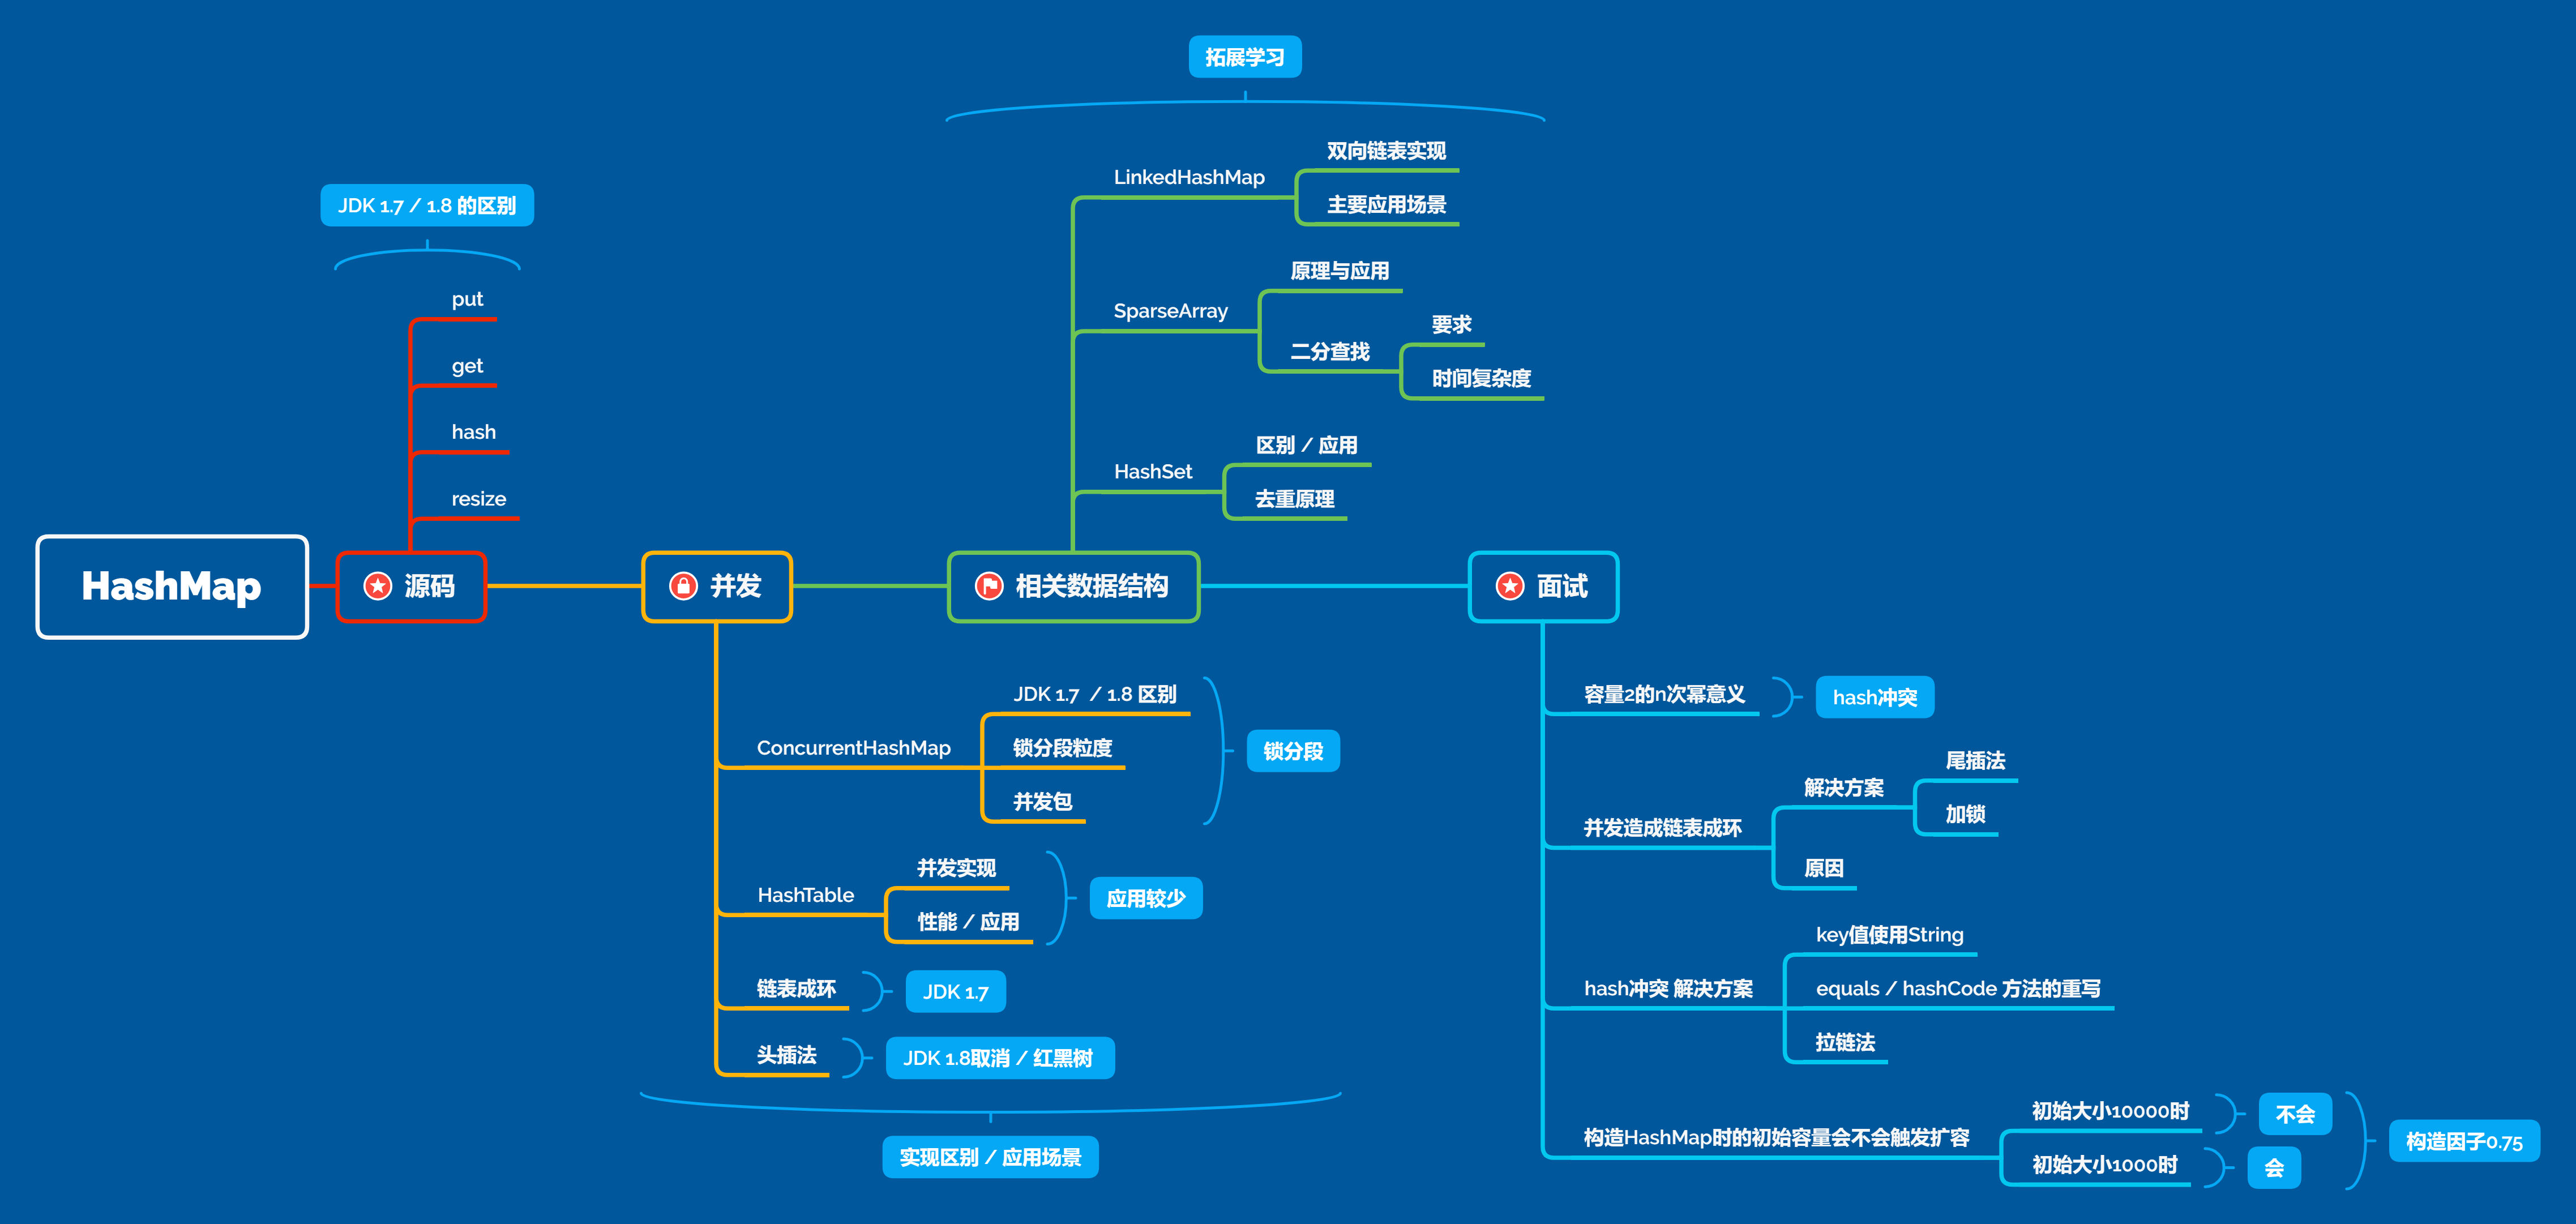 拓展学习
双向链表实现
LinkedHashMap
主要应用场景
JDK 1.7 / 1.8 的区别
原理与应用
SparseArray
要求
二分查找
时间复杂度
put
get
hash
resize
区别 / 应用
HashSet
去重原理
HashMap
源码
并发
相关数据结构
面试
JDK 1.7 / 1.8 区别
ConcurrentHashMap
锁分段粒度
并发包
锁分段
并发实现
HashTable
性能 / 应用
应用较少
链表成环
JDK 1.7
头插法
JDK 1.8取消 / 红黑树
实现区别 / 应用场景
容量2的n次幂意义
hash冲突
尾插法
解决方案
加锁
并发造成链表成环
原因
key值使用String
hash冲突 解决方案
equals / hashCode 方法的重写
拉链法
初始大小10000时
不会
构造HashMap时的初始容量会不会触发扩容
构造因子0.75
初始大小1000时
会